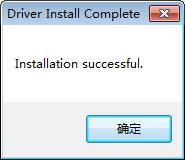 Driver Install Complete
Installation successful.
确定